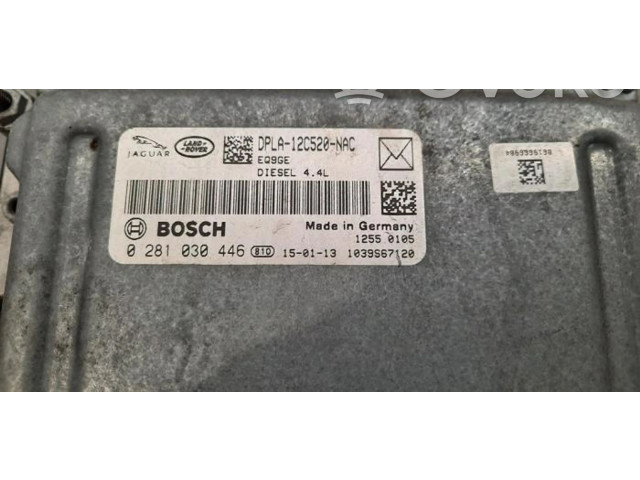 JAGUAR
LAND ROVER
DPLA-12C520-NAC
EQ9GE
DIESEL 4.4L
BOSCH
Made in Germany
1255 0105
0 281 030 446 810 15-01-13 1039S67120